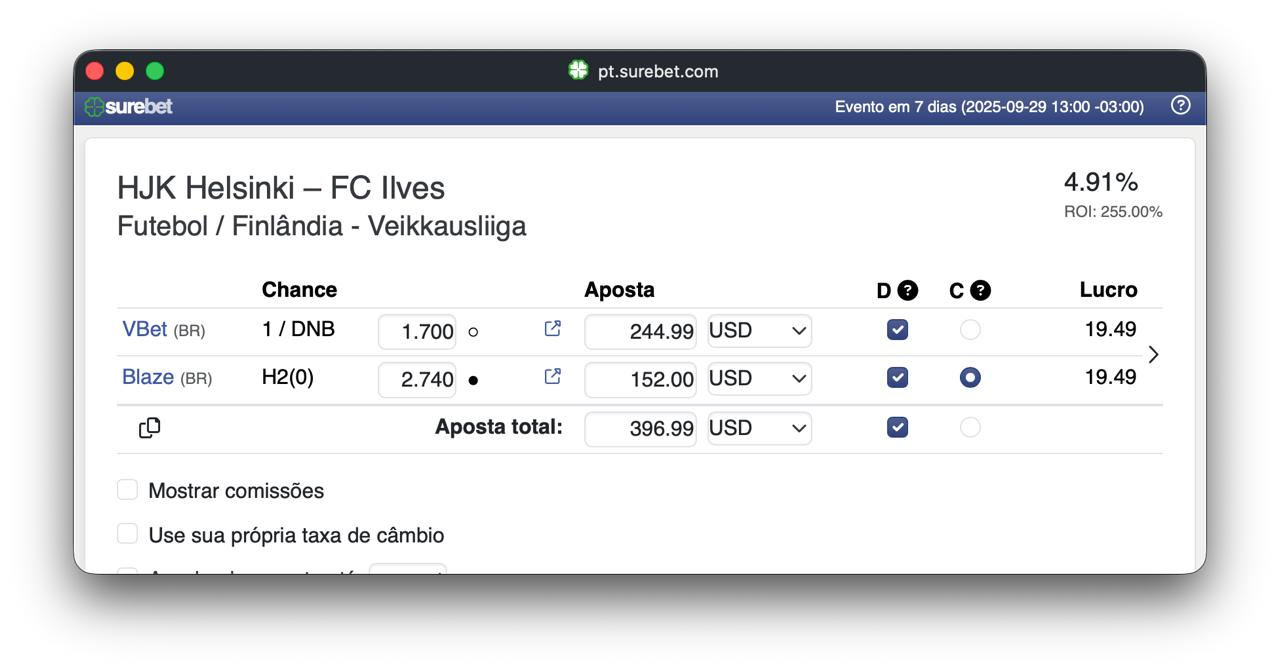 pt.surebet.com
surebet Evento em 7 dias (2025-09-29 13:00 -03:00) ?
HJK Helsinki – FC Ilves 4.91%
Futebol / Finlândia - Veikkausliiga ROI: 255.00%
Chance Aposta D ? C ? Lucro
VBet (BR) 1 / DNB 1.700 244.99 USD 19.49
Blaze (BR) H2(0) 2.740 152.00 USD 19.49
Aposta total: 396.99 USD
Mostrar comissões
Use sua própria taxa de câmbio